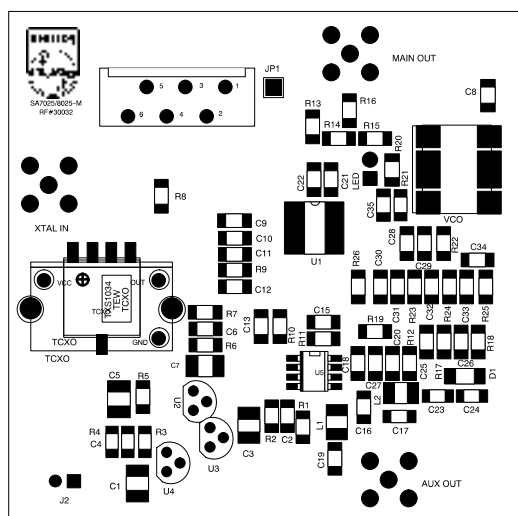 PHILIPS
SA7025/8025-M
RF#30032
JP1
5 3 1
6 4 2
MAIN OUT
C8
R13
R16
R14
R15
R20
LED
R21
VCO
XTAL IN
R8
C22
C21
C35
C9
C10
C11
R9
C12
U1
C28
C29
R22
C34
VCC
OUT
TXS1034
TEW
TCXO
TCXO
GND
TCXO
TCXO
R26
C30
C31
R23
C32
R24
C33
R25
R7
C6
R6
C7
C13
R10
R11
C15
R19
C20
R12
C18
C25
R17
R18
C26
D1
U5
C27
L2
C5
R5
U2
C23
C24
C17
C16
R4
C4
R3
U3
C3
R2
C2
R1
L1
C19
C1
U4
J2
AUX OUT